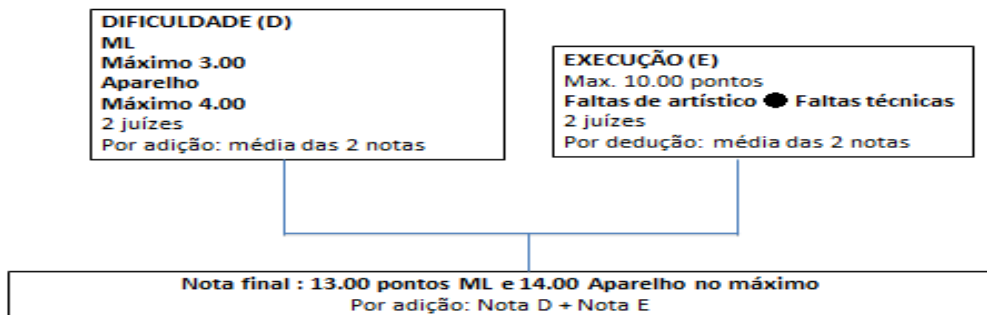 DIFICULDADE (D)
ML
Máximo 3.00
Aparelho
Máximo 4.00
2 juízes
Por adição: média das 2 notas
EXECUÇÃO (E)
Max. 10.00 pontos
Faltas de artístico ● Faltas técnicas
2 juízes
Por dedução: média das 2 notas
Nota final : 13.00 pontos ML e 14.00 Aparelho no máximo
Por adição: Nota D + Nota E